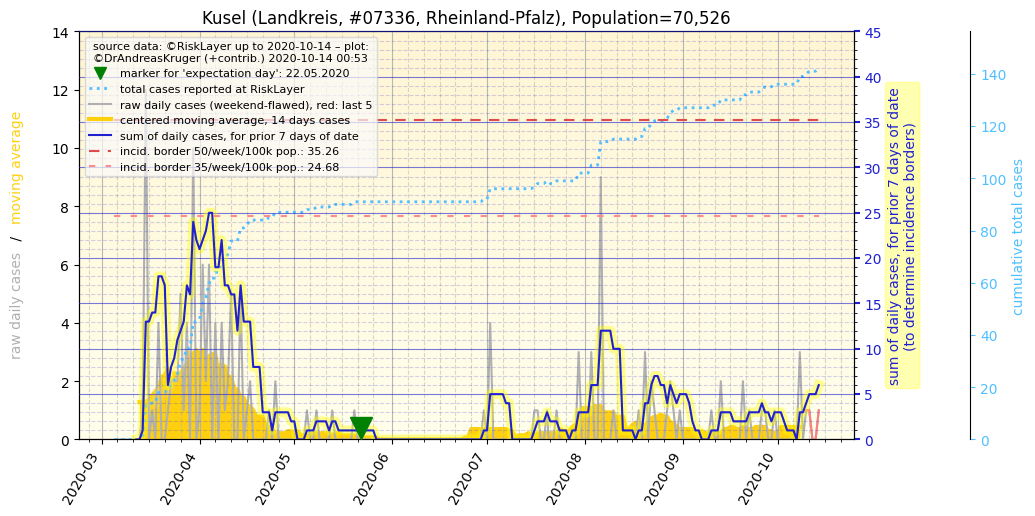 Kusel (Landkreis, #07336, Rheinland-Pfalz), Population=70,526
source data: ©RiskLayer up to 2020-10-14 – plot:
©DrAndreasKruger (+contrib.) 2020-10-14 00:53
marker for 'expectation day': 22.05.2020
total cases reported at RiskLayer
raw daily cases (weekend-flawed), red: last 5
centered moving average, 14 days cases
sum of daily cases, for prior 7 days of date
incid. border 50/week/100k pop.: 35.26
incid. border 35/week/100k pop.: 24.68
raw daily cases / moving average
14
12
10
8
6
4
2
0
2020-03
2020-04
2020-05
2020-06
2020-07
2020-08
2020-09
2020-10
45
40
35
30
25
20
15
10
5
0
sum of daily cases, for prior 7 days of date
(to determine incidence borders)
140
120
100
80
60
40
20
0
cumulative total cases